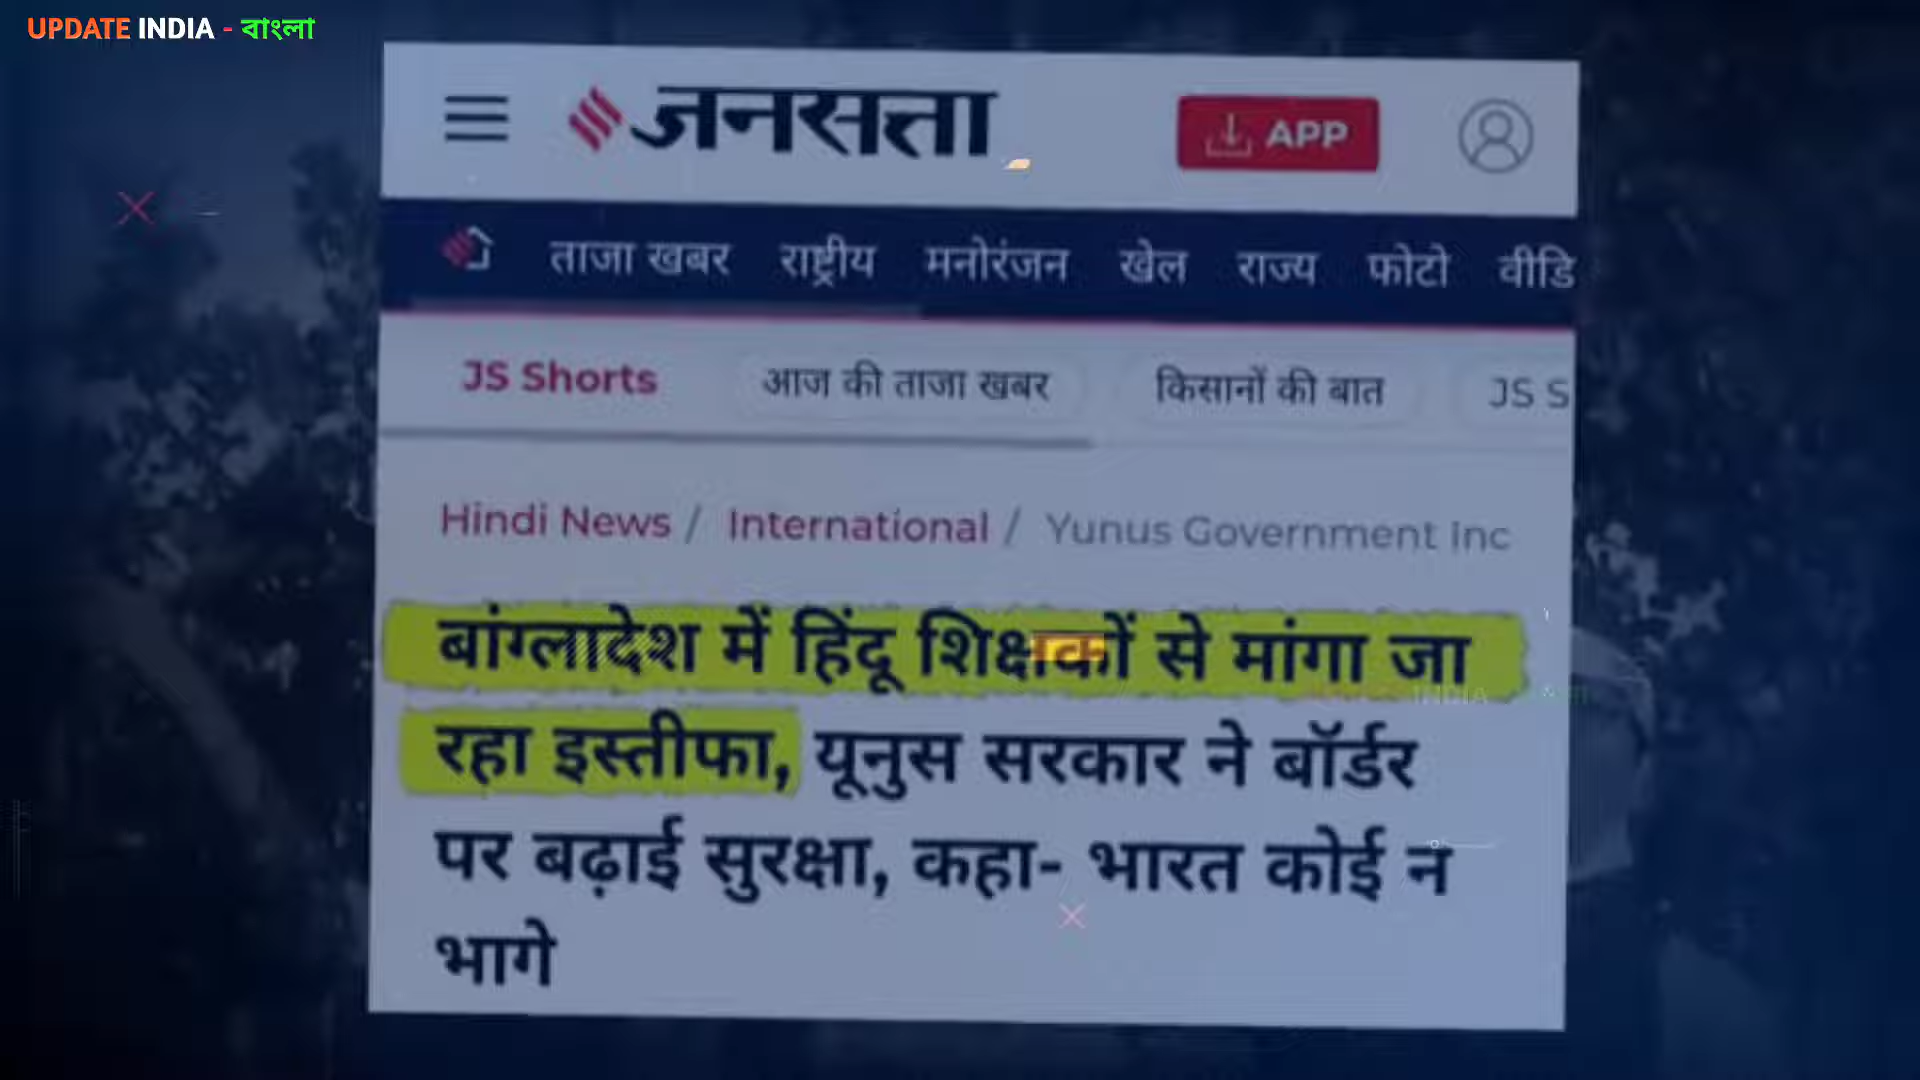 UPDATE INDIA - বাংলা
जनसत्ता
APP
ताजा खबर राष्ट्रीय मनोरंजन खेल राज्य फोटो वीडि
JS Shorts आज की ताजा खबर किसानों की बात JS S
Hindi News / International / Yunus Government Inc
बांग्लादेश में हिंदू शिक्षकों से मांगा जा
रहा इस्तीफा, यूनुस सरकार ने बॉर्डर
पर बढ़ाई सुरक्षा, कहा- भारत कोई न
भागे
INDIA